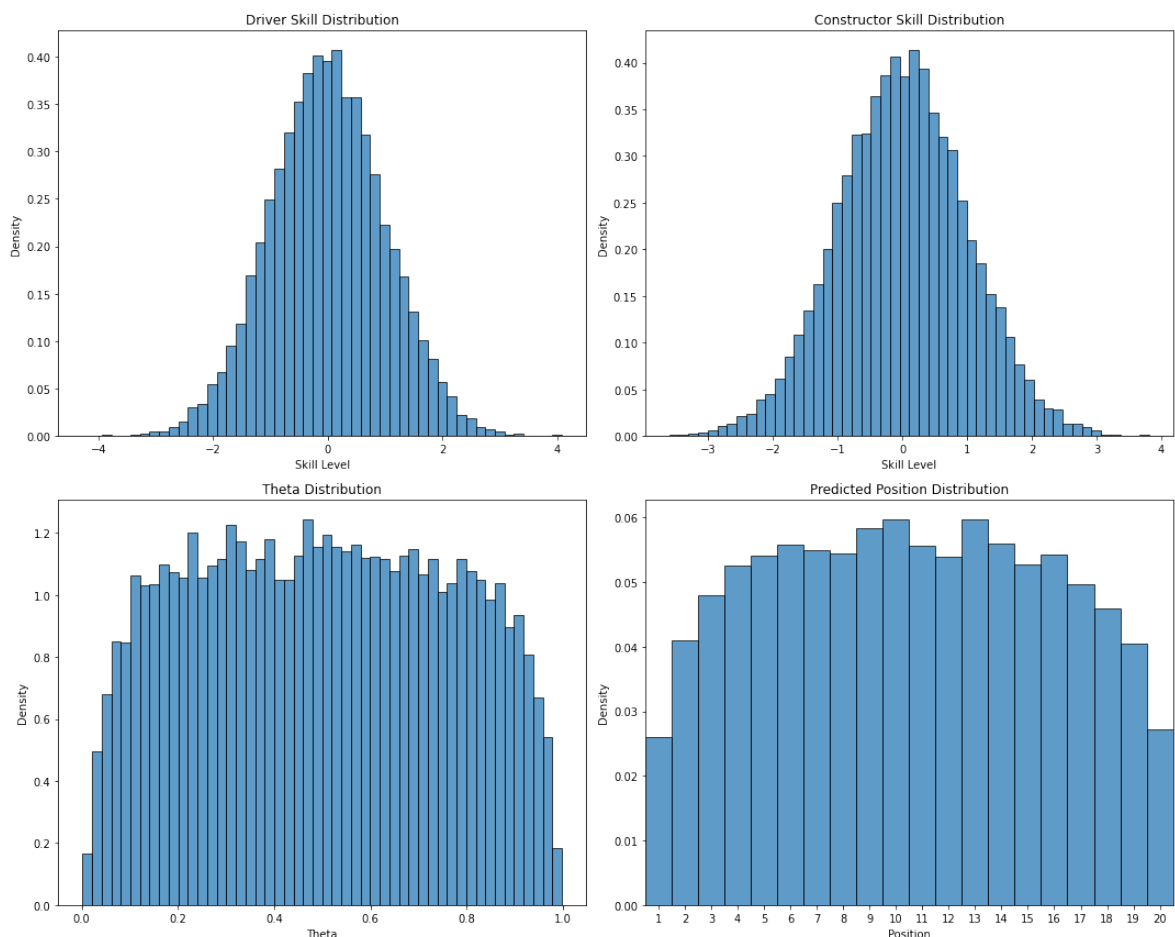 Driver Skill Distribution
Density
0.40
0.35
0.30
0.25
0.20
0.15
0.10
0.05
0.00
−4 −2 0 2 4
Skill Level
Constructor Skill Distribution
Density
0.40
0.35
0.30
0.25
0.20
0.15
0.10
0.05
0.00
−3 −2 −1 0 1 2 3 4
Skill Level
Theta Distribution
Density
1.2
1.0
0.8
0.6
0.4
0.2
0.0
0.0 0.2 0.4 0.6 0.8 1.0
Theta
Predicted Position Distribution
Density
0.06
0.05
0.04
0.03
0.02
0.01
0.00
1 2 3 4 5 6 7 8 9 10 11 12 13 14 15 16 17 18 19 20
Position